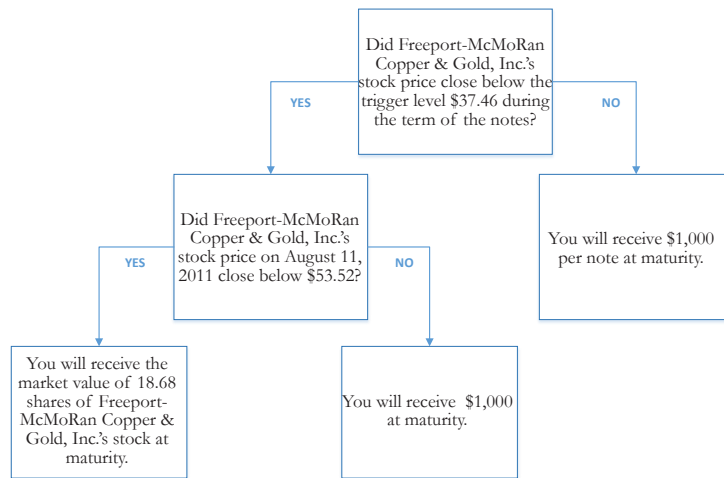 Did Freeport-McMoRan
Copper & Gold, Inc.'s
stock price close below the
trigger level $37.46 during
the term of the notes?
YES
NO
Did Freeport-McMoRan
Copper & Gold, Inc.'s
stock price on August 11,
2011 close below $53.52?
You will receive $1,000
per note at maturity.
YES
NO
You will receive the
market value of 18.68
shares of Freeport-
McMoRan Copper &
Gold, Inc.'s stock at
maturity.
You will receive $1,000
at maturity.